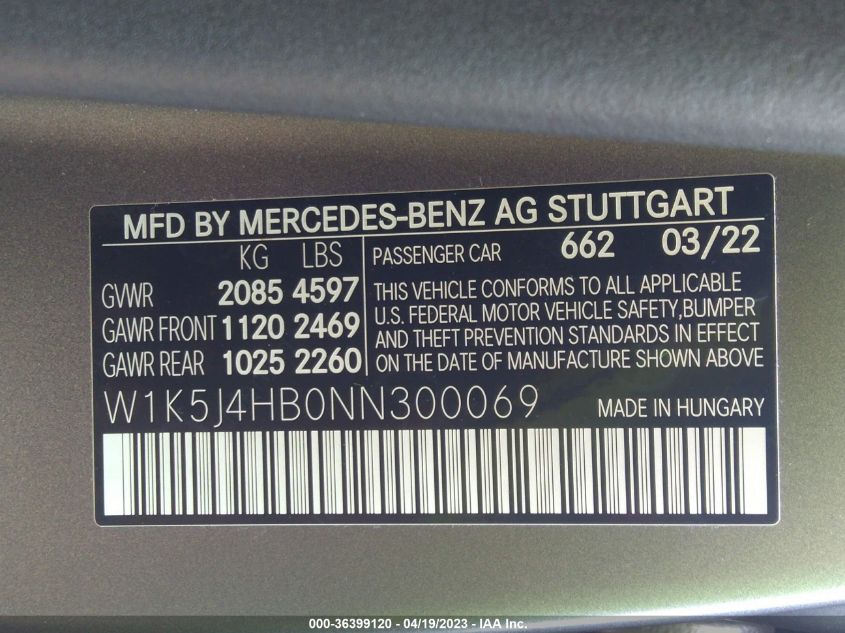 MFD BY MERCEDES-BENZ AG STUTTGART
KG LBS
GVWR 2085 4597
GAWR FRONT 1120 2469
GAWR REAR 1025 2260
PASSENGER CAR 662 03/22
THIS VEHICLE CONFORMS TO ALL APPLICABLE
U.S. FEDERAL MOTOR VEHICLE SAFETY,BUMPER
AND THEFT PREVENTION STANDARDS IN EFFECT
ON THE DATE OF MANUFACTURE SHOWN ABOVE
W1K5J4HB0NN300069 MADE IN HUNGARY
000-36399120 - 04/19/2023 - IAA Inc.